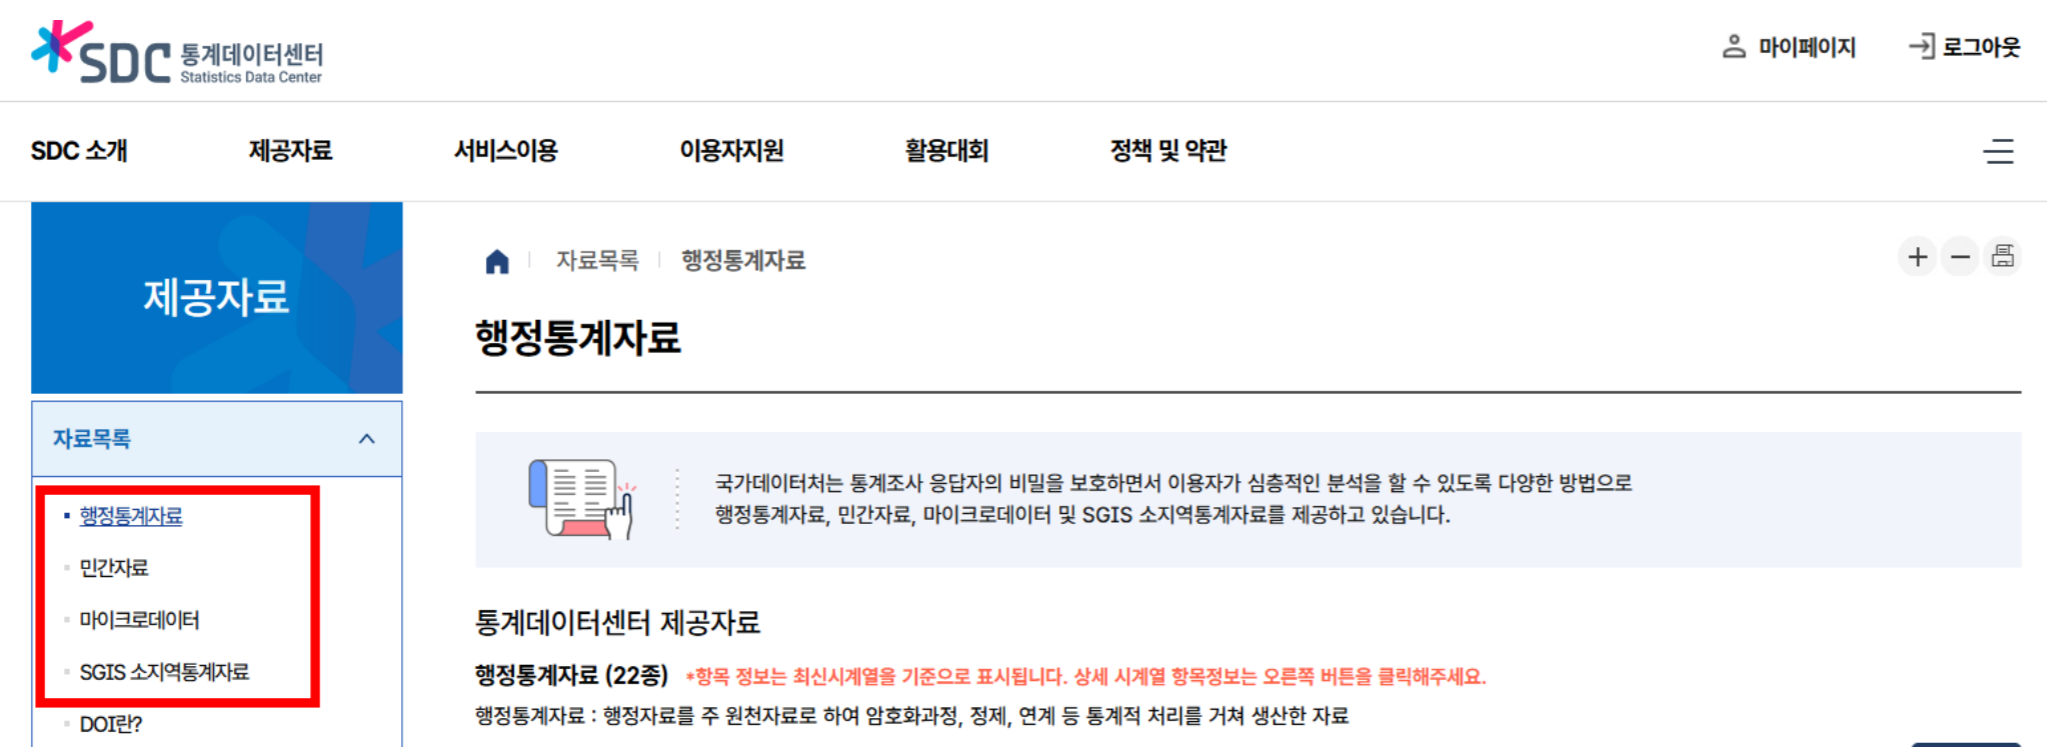 SDC 통계데이터센터
Statistics Data Center
마이페이지
로그아웃
SDC 소개
제공자료
서비스이용
이용자지원
활용대회
정책 및 약관
제공자료
자료목록
행정통계자료
민간자료
마이크로데이터
SGIS 소지역통계자료
DOI란?
자료목록
행정통계자료
행정통계자료
국가데이터처는 통계조사 응답자의 비밀을 보호하면서 이용자가 심층적인 분석을 할 수 있도록 다양한 방법으로
행정통계자료, 민간자료, 마이크로데이터 및 SGIS 소지역통계자료를 제공하고 있습니다.
통계데이터센터 제공자료
행정통계자료 (22종) *항목 정보는 최신시계열을 기준으로 표시됩니다. 상세 시계열 항목정보는 오른쪽 버튼을 클릭해주세요.
행정통계자료 : 행정자료를 주 원천자료로 하여 암호화과정, 정제, 연계 등 통계적 처리를 거쳐 생산한 자료